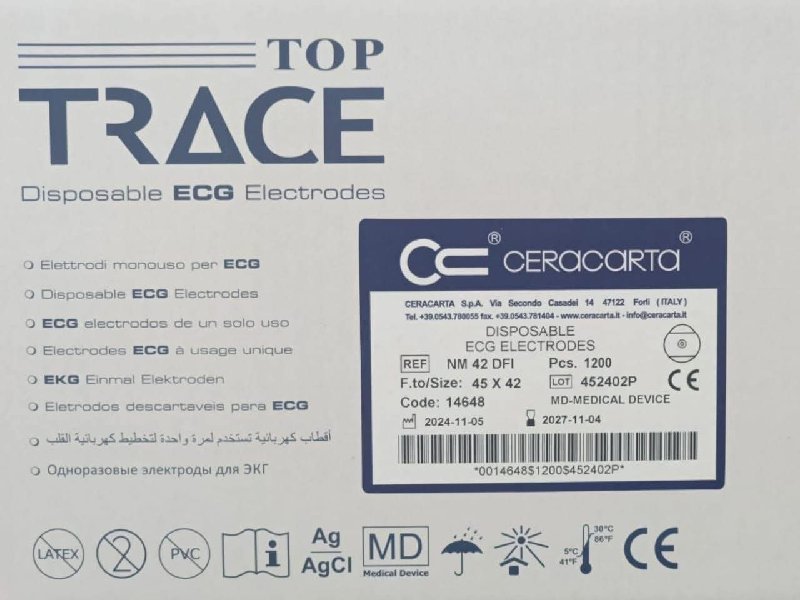 TOP
TRACE
Disposable ECG Electrodes
Elettrodi monouso per ECG
Disposable ECG Electrodes
ECG electrodos de un solo uso
Electrodes ECG à usage unique
EKG Einmal Elektroden
Eletrodos descartaveis para ECG
أقطاب كهربائية تستخدم لمرة واحدة لتخطيط كهربائية القلب
Одноразовые электроды для ЭКГ
CERACARTA
CERACARTA S.p.A. Via Secondo Casadei 14 47122 Forlì (ITALY)
Tel. +39.0543.780055 fax. +39.0543.781404 - www.ceracarta.it - info@ceracarta.it
DISPOSABLE
ECG ELECTRODES
REF NM 42 DFI Pcs. 1200
F.to/Size: 45 X 42 LOT 452402P
Code: 14648 MD-MEDICAL DEVICE
2024-11-05 2027-11-04
CE
*0014648$1200$452402P*
LATEX 2 PVC i Ag AgCl MD Medical Device 5°C 41°F 30°C 86°F CE